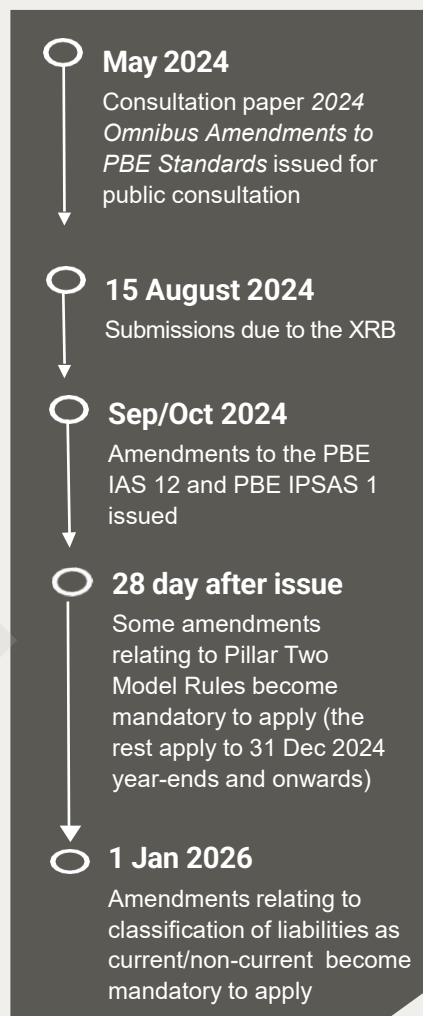 May 2024
Consultation paper 2024
Omnibus Amendments to
PBE Standards issued for
public consultation
15 August 2024
Submissions due to the XRB
Sep/Oct 2024
Amendments to the PBE
IAS 12 and PBE IPSAS 1
issued
28 day after issue
Some amendments
relating to Pillar Two
Model Rules become
mandatory to apply (the
rest apply to 31 Dec 2024
year-ends and onwards)
1 Jan 2026
Amendments relating to
classification of liabilities as
current/non-current  become
mandatory to apply